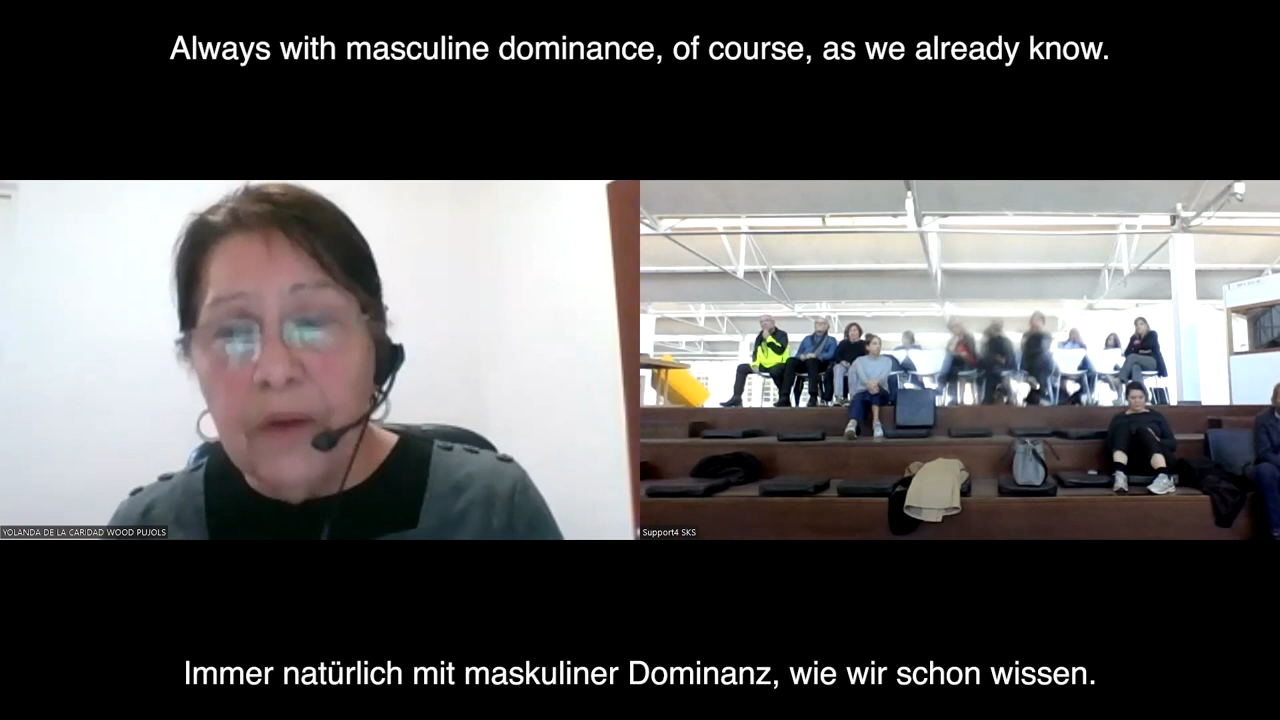 Always with masculine dominance, of course, as we already know.
YOLANDA DE LA CARIDAD WOOD PUJOLS
Support4 SKS
Immer natürlich mit maskuliner Dominanz, wie wir schon wissen.